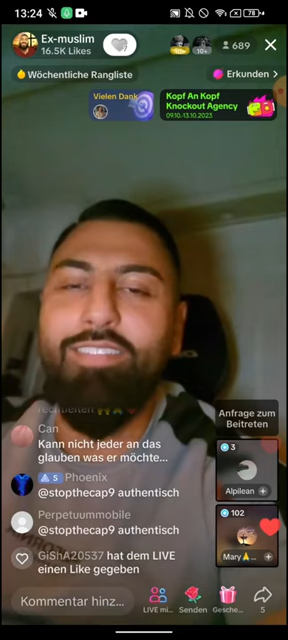 13:24
78
Ex-muslim
16.5K Likes
689
Wöchentliche Rangliste
Erkunden >
Vielen Dank
Kopf An Kopf
Knockout Agency
09.10.-13.10.2023
Anfrage zum
Beitreten
Can
Kann nicht jeder an das
glauben was er möchte...
3
5 Phoenix
@stopthecap9 authentisch
Alpilean +
Perpetuummobile
@stopthecap9 authentisch
102
GiShA20537 hat dem LIVE
einen Like gegeben
Mary
Kommentar hinz...
LIVE mi...
Senden
Gesche...
5